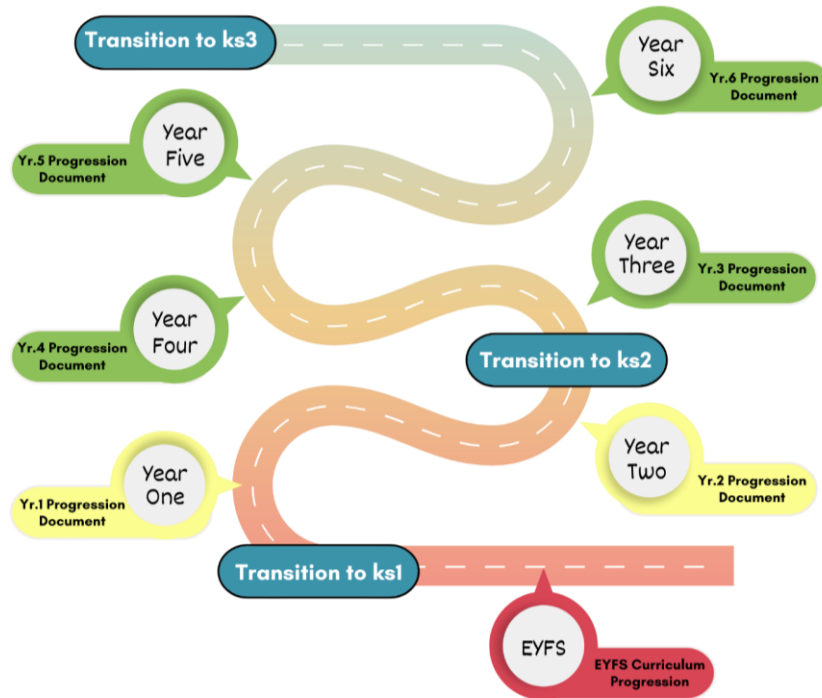 Transition to ks3
Year
Six
Yr.6 Progression
Document
Year
Five
Yr.5 Progression
Document
Year
Three
Yr.3 Progression
Document
Year
Four
Yr.4 Progression
Document
Transition to ks2
Year
Two
Yr.2 Progression
Document
Year
One
Yr.1 Progression
Document
Transition to ks1
EYFS
EYFS Curriculum
Progression